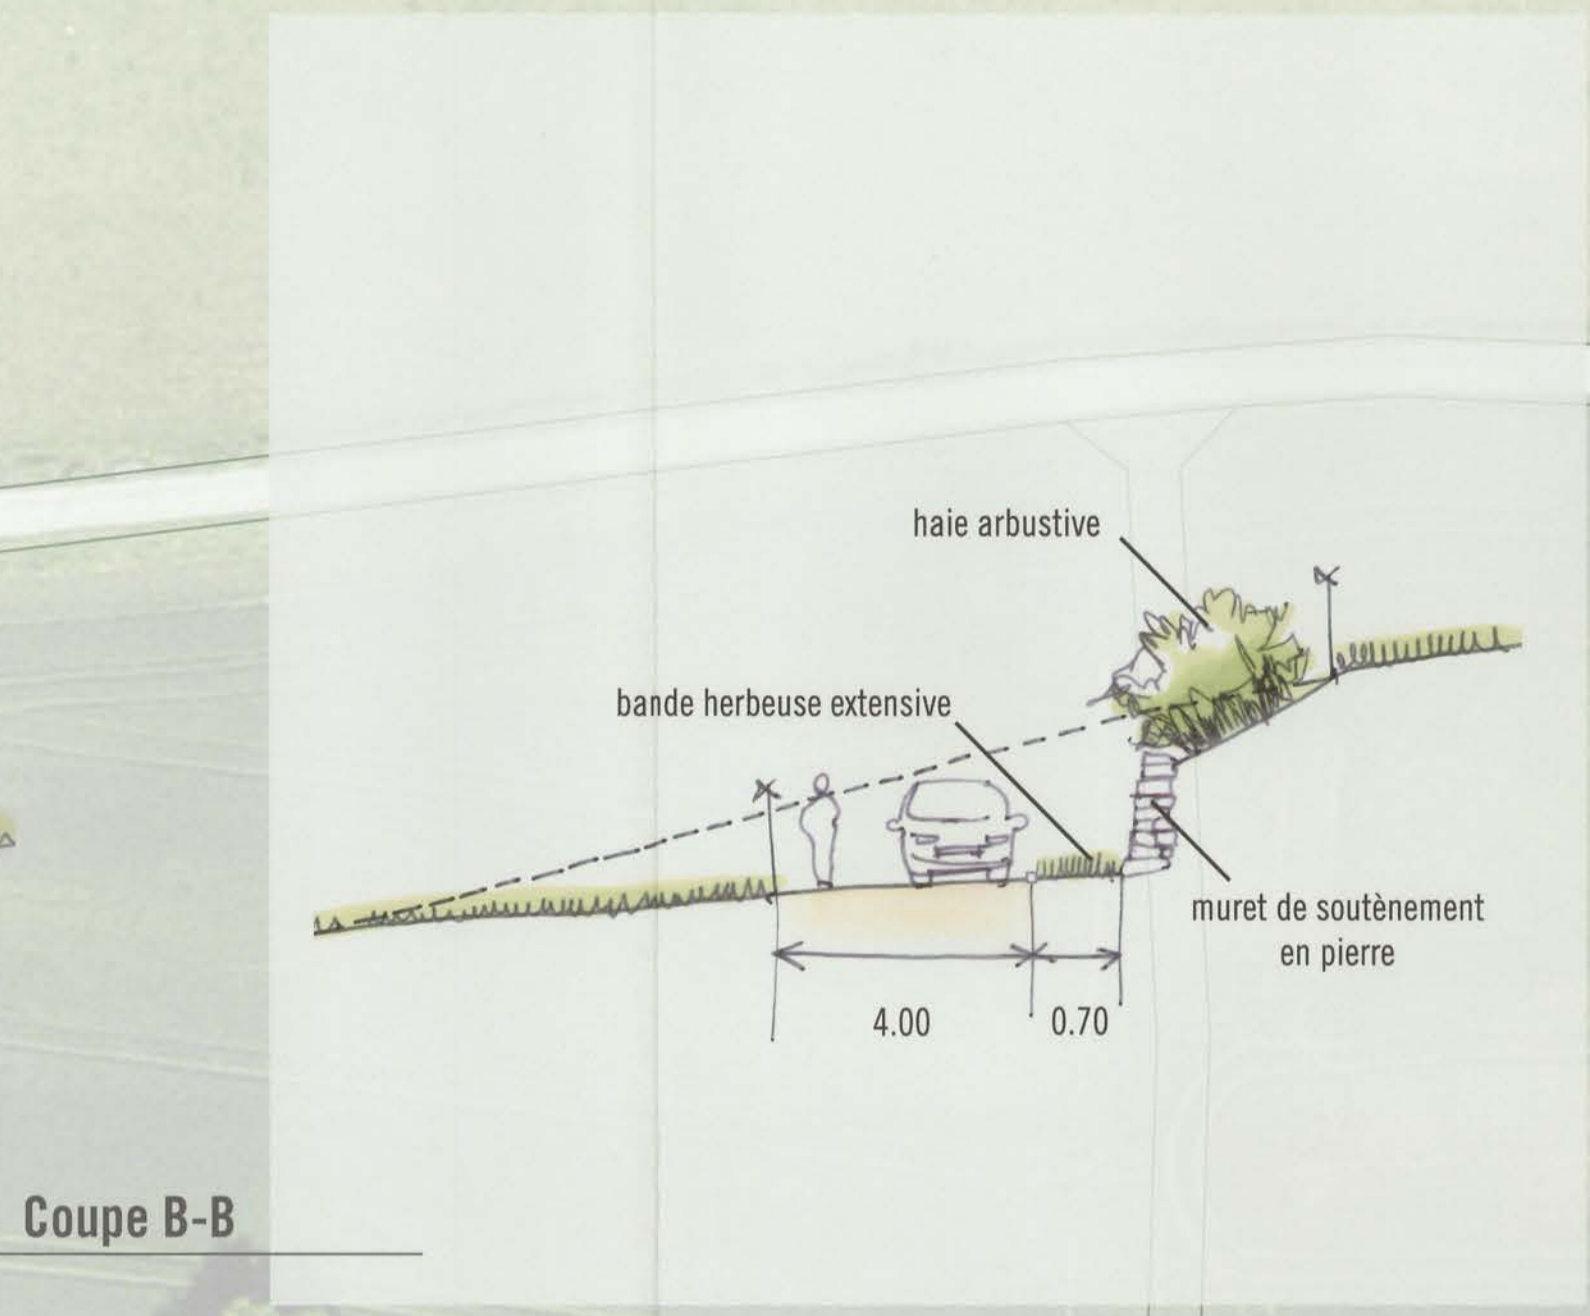 haie arbustive
bande herbeuse extensive
muret de soutènement
en pierre
4.00
0.70
Coupe B-B